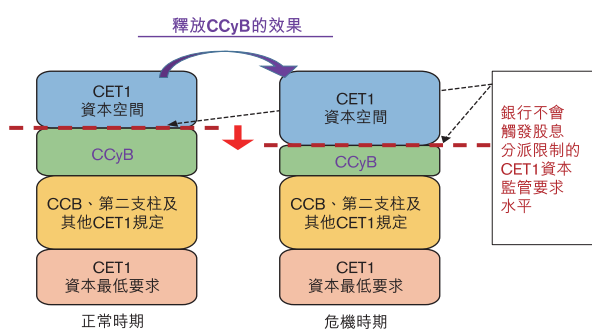 釋放CCyB的效果
CET1
資本空間
CCyB
CCB、第二支柱及
其他CET1規定
CET1
資本最低要求
正常時期
CET1
資本空間
CCyB
CCB、第二支柱及
其他CET1規定
CET1
資本最低要求
危機時期
銀行不會
觸發股息
分派限制的
CET1資本
監管要求
水平